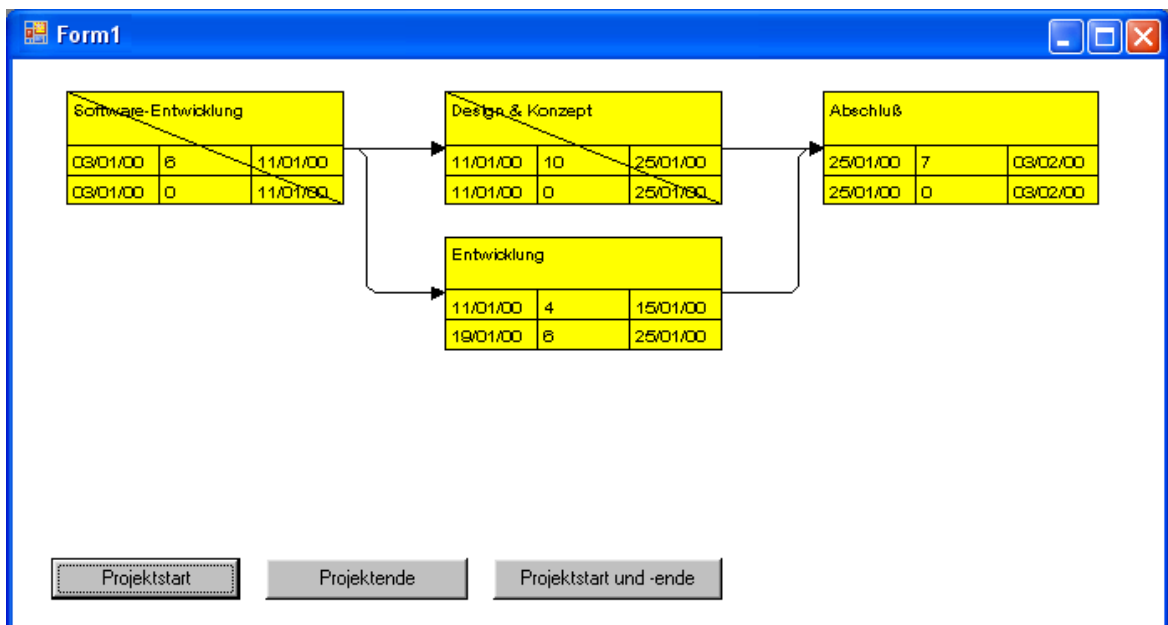 Form1
Software-Entwicklung
03/01/00 6 11/01/00
03/01/00 0 11/01/00
Design & Konzept
11/01/00 10 25/01/00
11/01/00 0 25/01/00
Abschluß
25/01/00 7 03/02/00
25/01/00 0 03/02/00
Entwicklung
11/01/00 4 15/01/00
19/01/00 6 25/01/00
Projektstart
Projektende
Projektstart und -ende